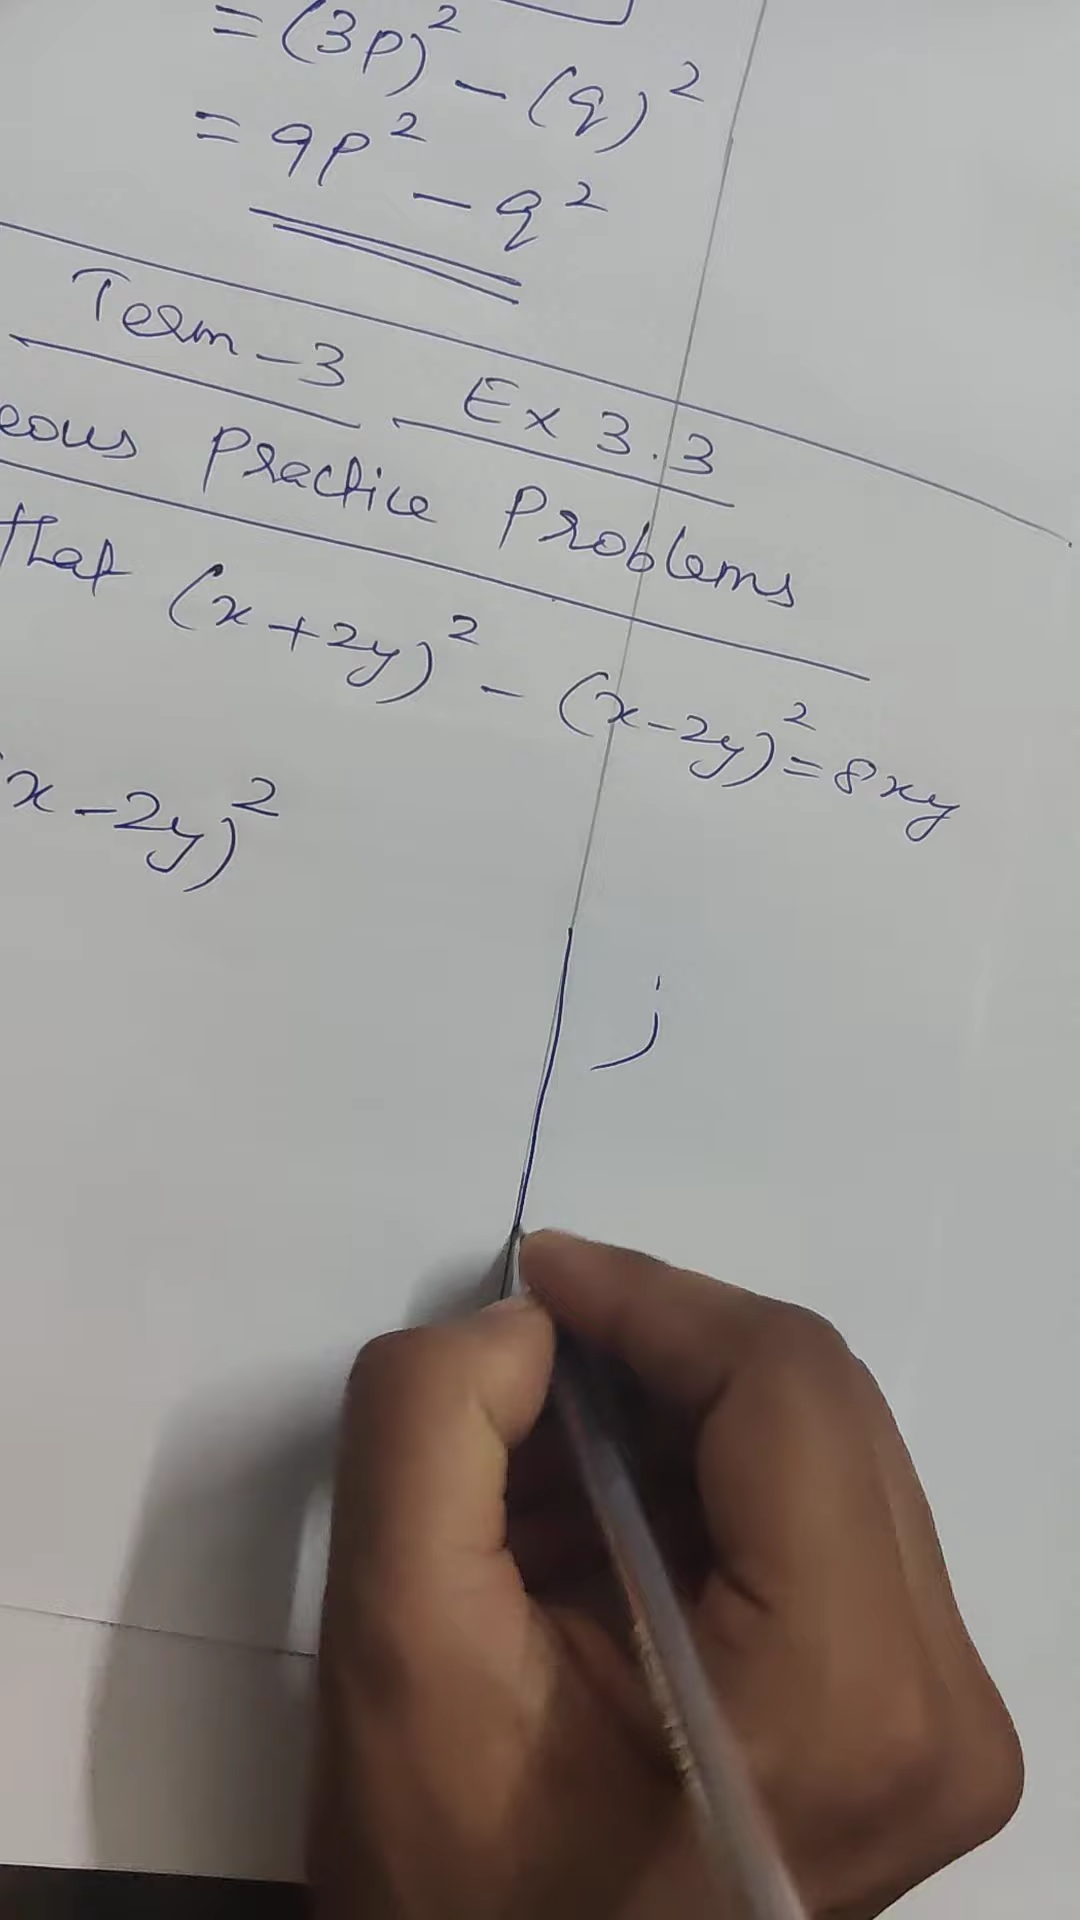 = (3p)² - (q)²
= 9p² - q²
Term-3 Ex 3.3
eous Practice Problems
that (x+2y)² - (x-2y)² = 8xy
x-2y)²